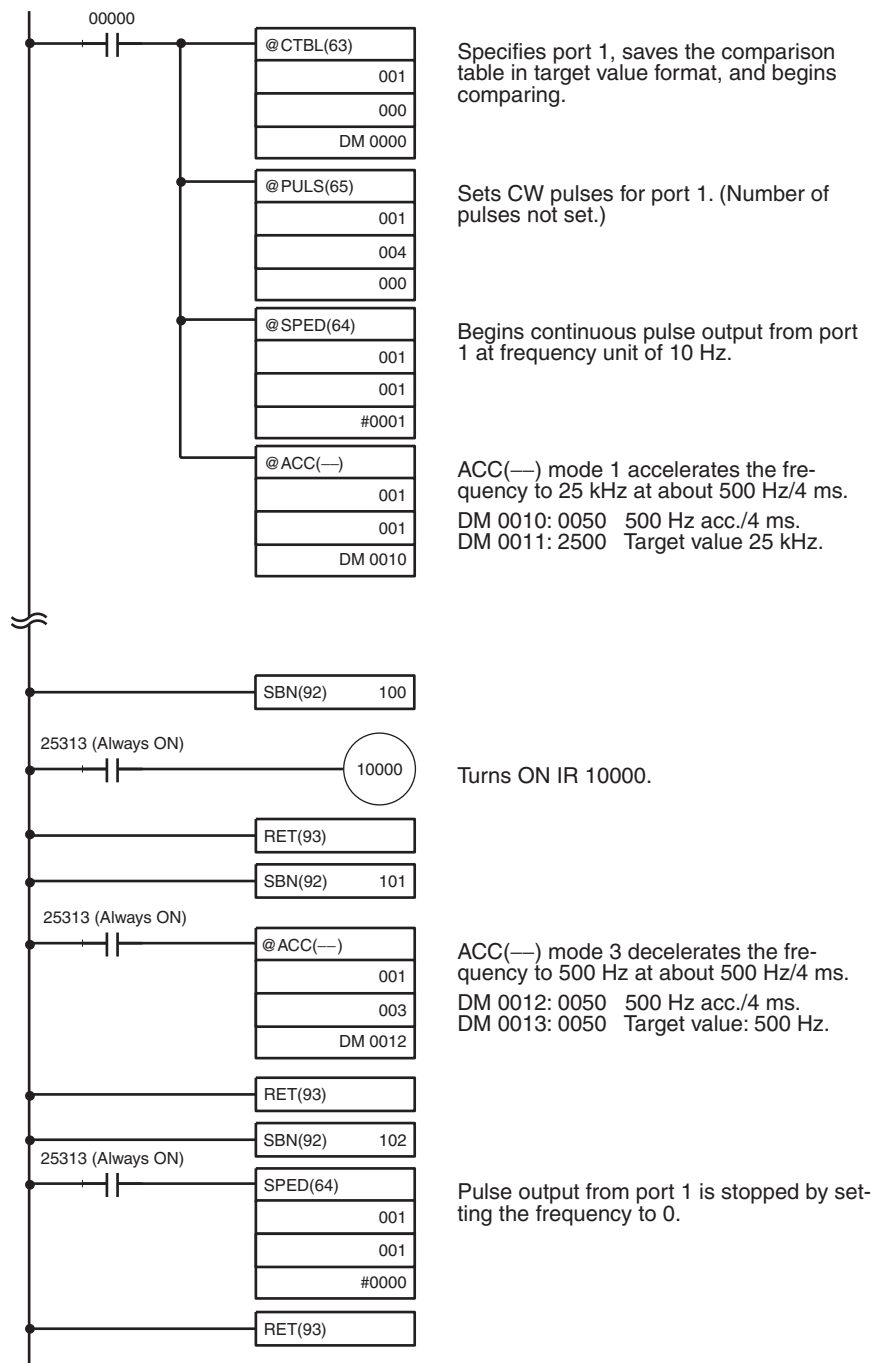 00000
@CTBL(63)
001
000
DM 0000
Specifies port 1, saves the comparison
table in target value format, and begins
comparing.
@PULS(65)
001
004
000
Sets CW pulses for port 1. (Number of
pulses not set.)
@SPED(64)
001
001
#0001
Begins continuous pulse output from port
1 at frequency unit of 10 Hz.
@ACC(––)
001
001
DM 0010
ACC(––) mode 1 accelerates the fre-
quency to 25 kHz at about 500 Hz/4 ms.
DM 0010: 0050 500 Hz acc./4 ms.
DM 0011: 2500 Target value 25 kHz.
SBN(92) 100
25313 (Always ON)
10000
Turns ON IR 10000.
RET(93)
SBN(92) 101
25313 (Always ON)
@ACC(––)
001
003
DM 0012
ACC(––) mode 3 decelerates the fre-
quency to 500 Hz at about 500 Hz/4 ms.
DM 0012: 0050 500 Hz acc./4 ms.
DM 0013: 0050 Target value: 500 Hz.
RET(93)
SBN(92) 102
25313 (Always ON)
SPED(64)
001
001
#0000
Pulse output from port 1 is stopped by set-
ting the frequency to 0.
RET(93)